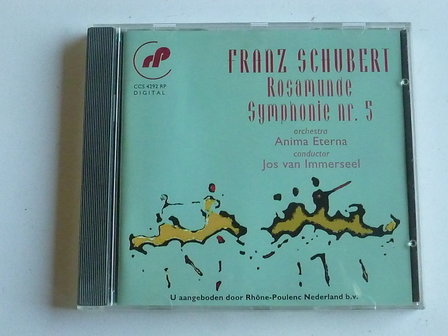 rp
CCS 4292 RP
DIGITAL
FRANZ SCHUBERT
Rosamunde
Symphonie nr. 5
orchestra
Anima Eterna
conductor
Jos van Immerseel
U aangeboden door Rhône-Poulenc Nederland b.v.